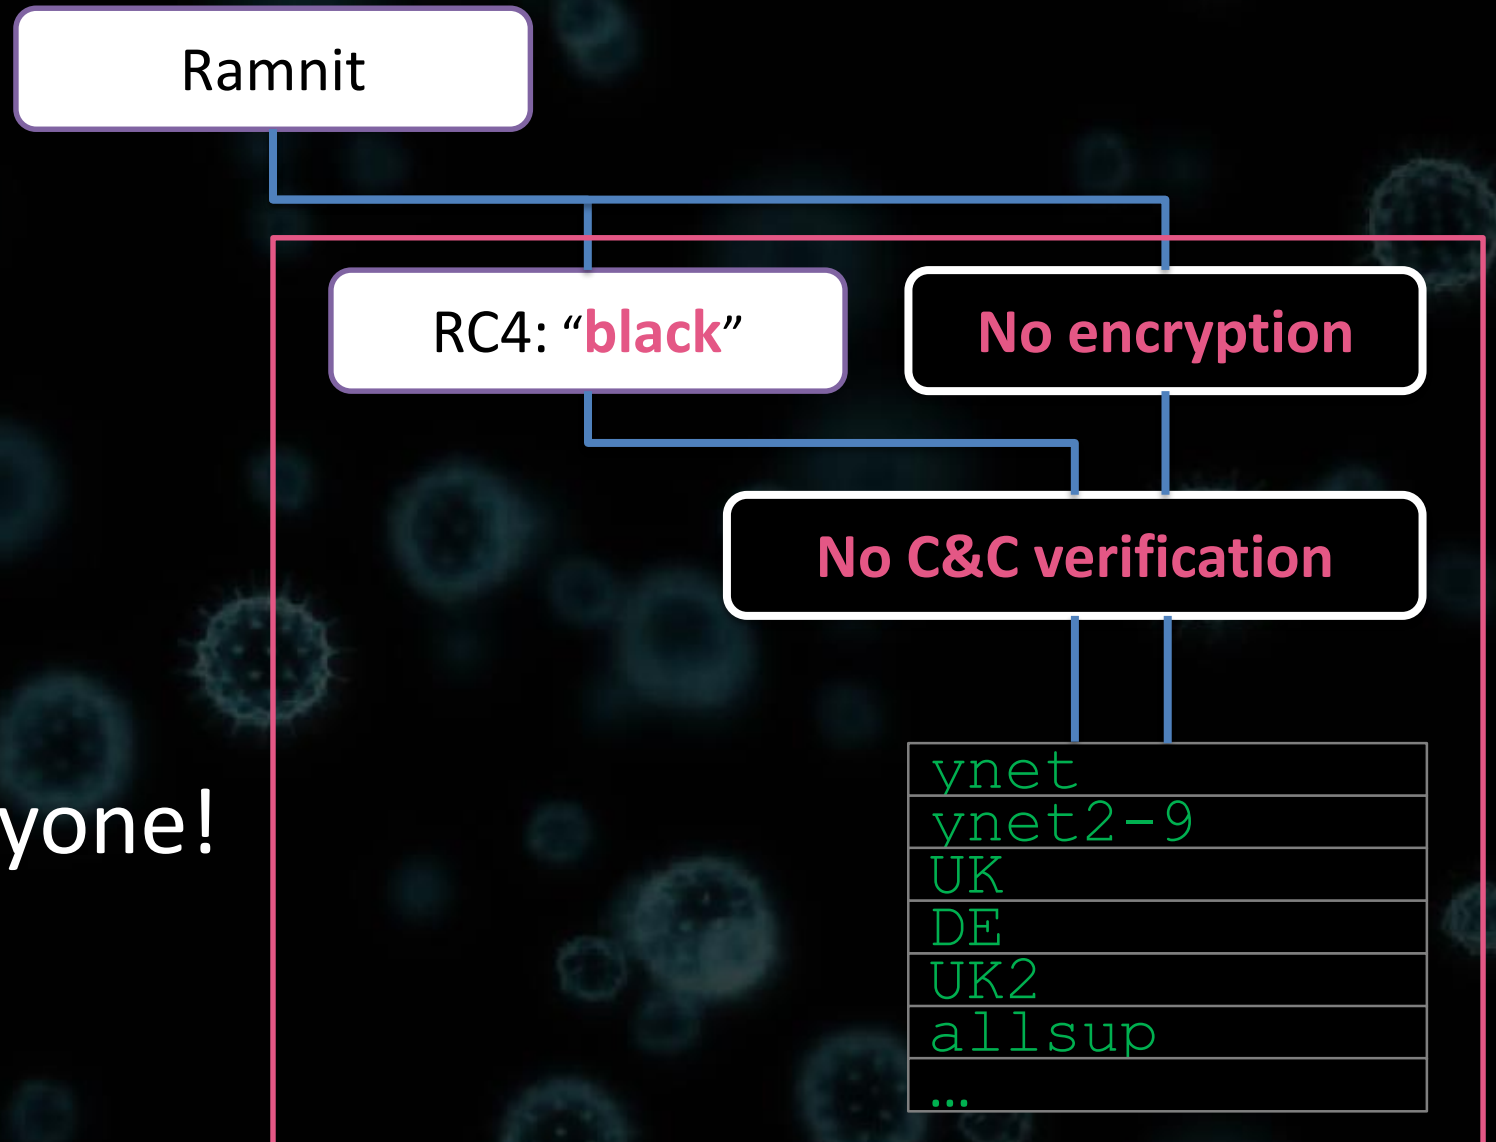 Ramnit
RC4: “black”
No encryption
No C&C verification
yone!
ynet
ynet2-9
UK
DE
UK2
allsup
…